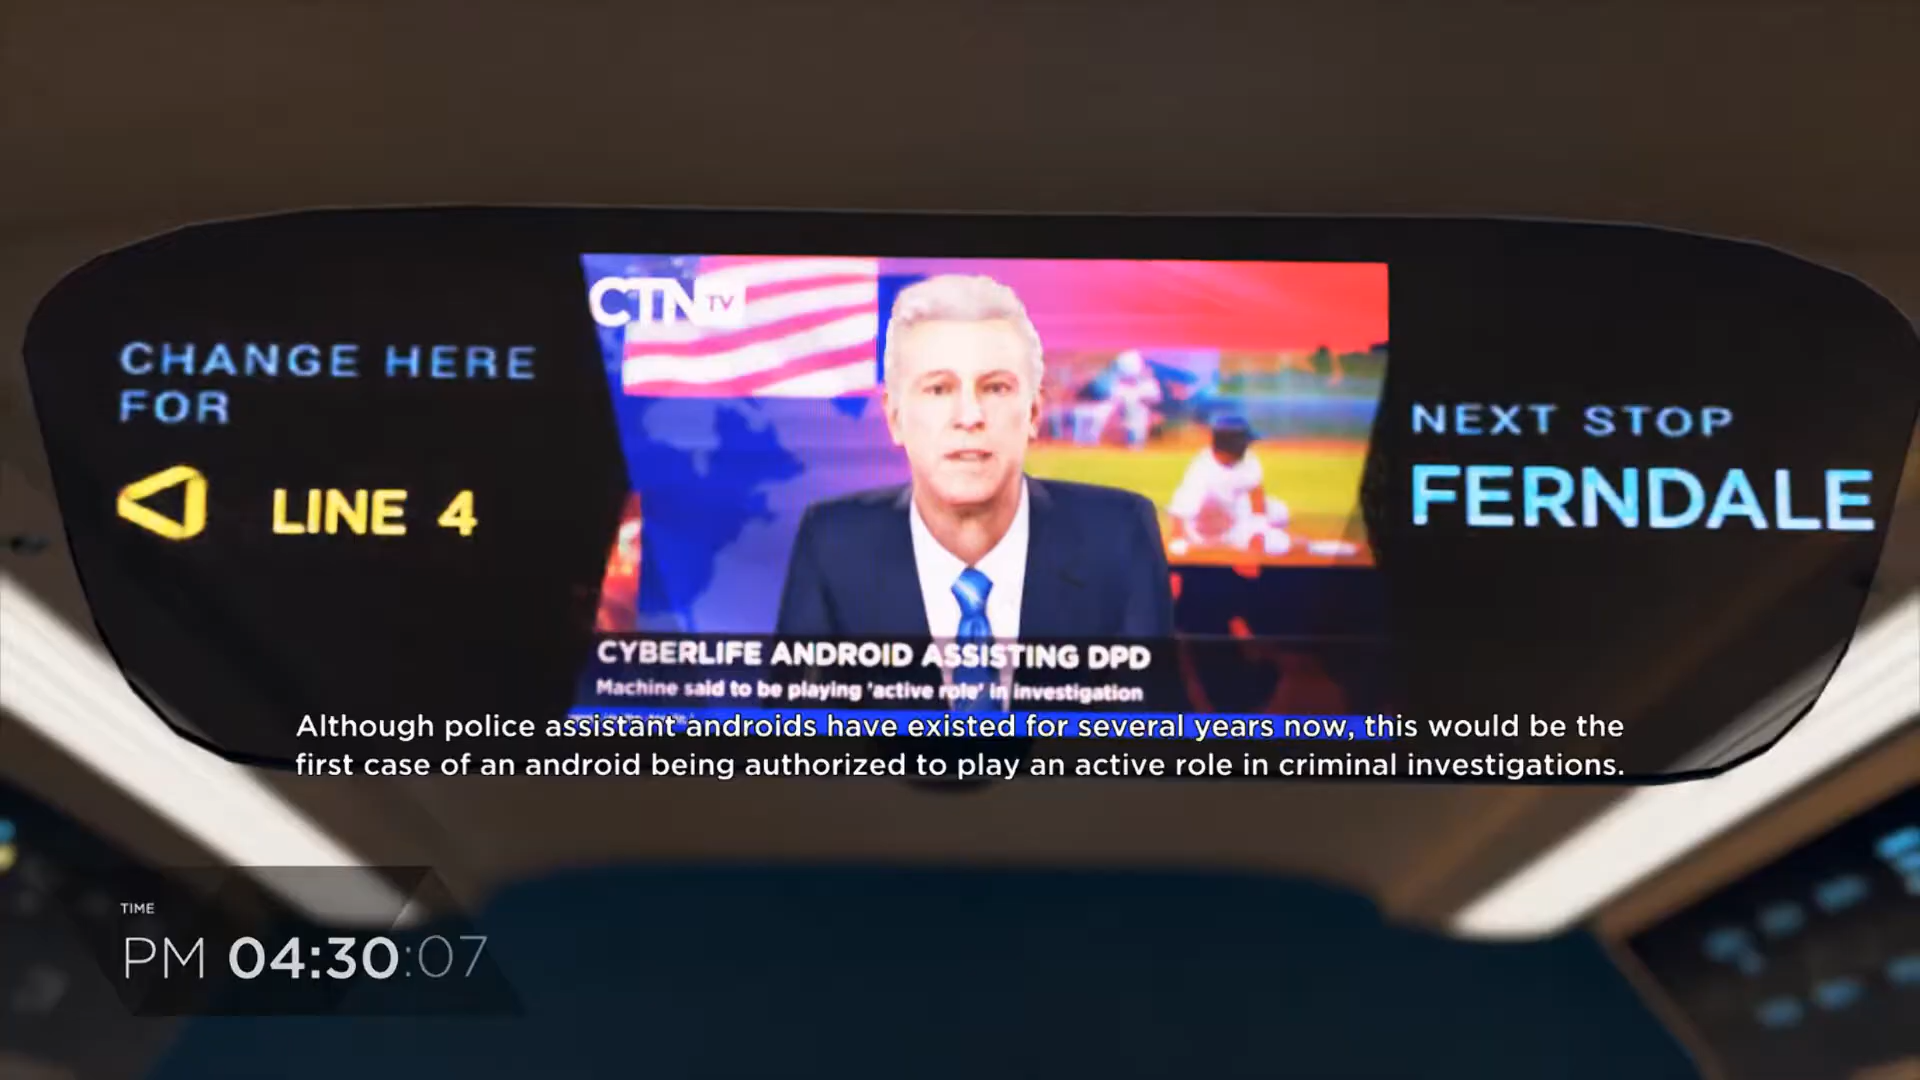 CTN TV
CHANGE HERE
FOR
LINE 4
NEXT STOP
FERNDALE
CYBERLIFE ANDROID ASSISTING DPD
Machine said to be playing 'active role' in investigation
Although police assistant androids have existed for several years now, this would be the
first case of an android being authorized to play an active role in criminal investigations.
TIME
PM 04:30:07